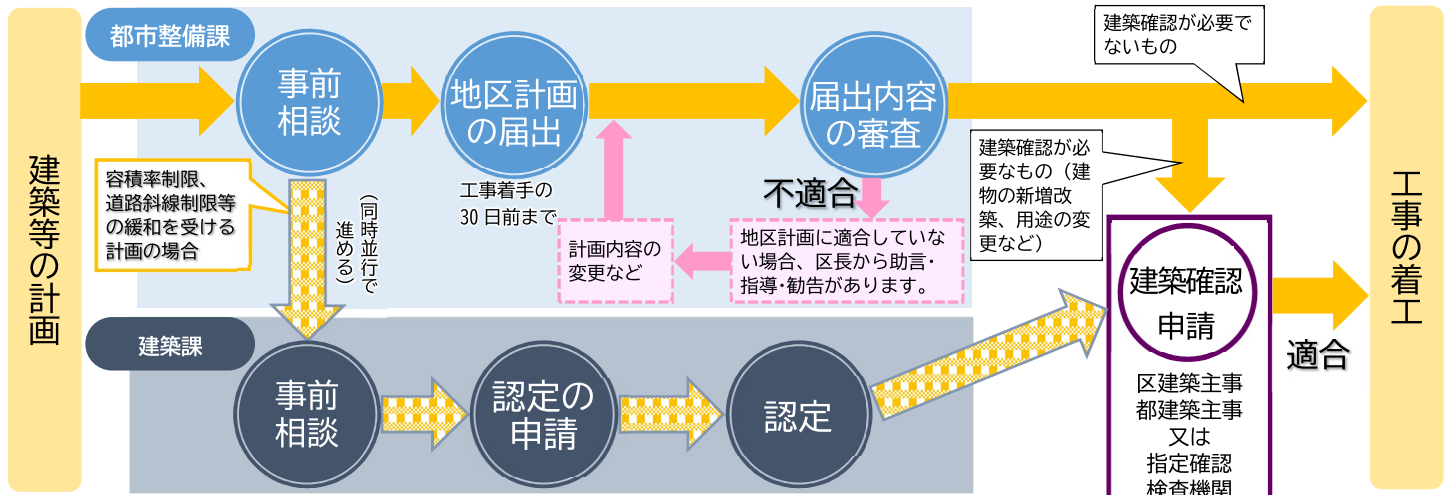 建築等の計画
都市整備課
事前
相談
地区計画
の届出
工事着手の
30日前まで
届出内容
の審査
建築確認が必要で
ないもの
建築確認が必
要なもの（建
物の新増改
築、用途の変
更など）
容積率制限、
道路斜線制限等
の緩和を受ける
計画の場合
（同時並行で
進める）
不適合
地区計画に適合していな
い場合、区長から助言・
指導・勧告があります。
計画内容の
変更など
建築課
事前
相談
認定の
申請
認定
建築確認
申請
区建築主事
都建築主事
又は
指定確認
検査機関
適合
工事の着工